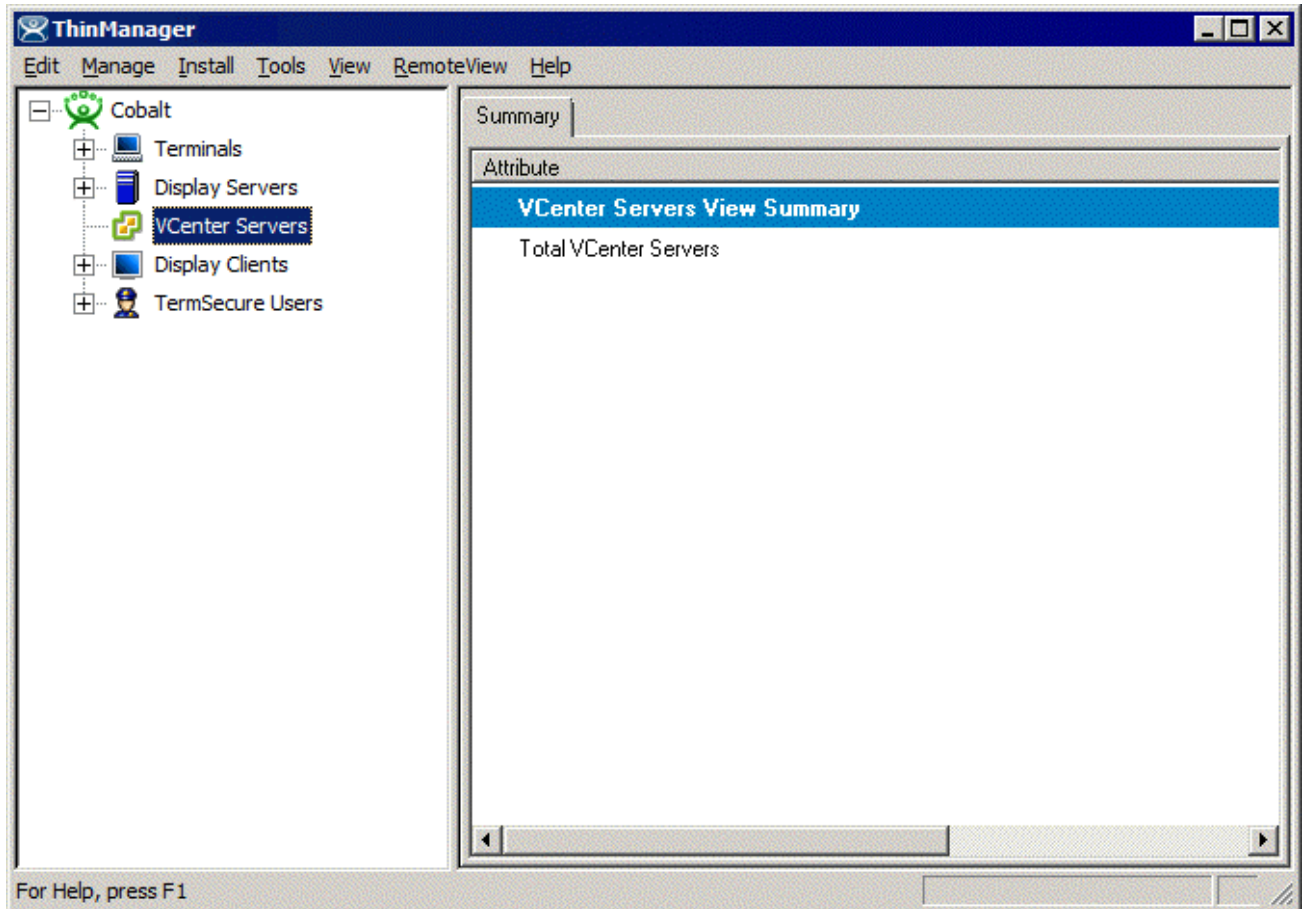 ThinManager
Edit Manage Install Tools View RemoteView Help
Cobalt
Terminals
Display Servers
VCenter Servers
Display Clients
TermSecure Users
Summary
Attribute
VCenter Servers View Summary
Total VCenter Servers
For Help, press F1